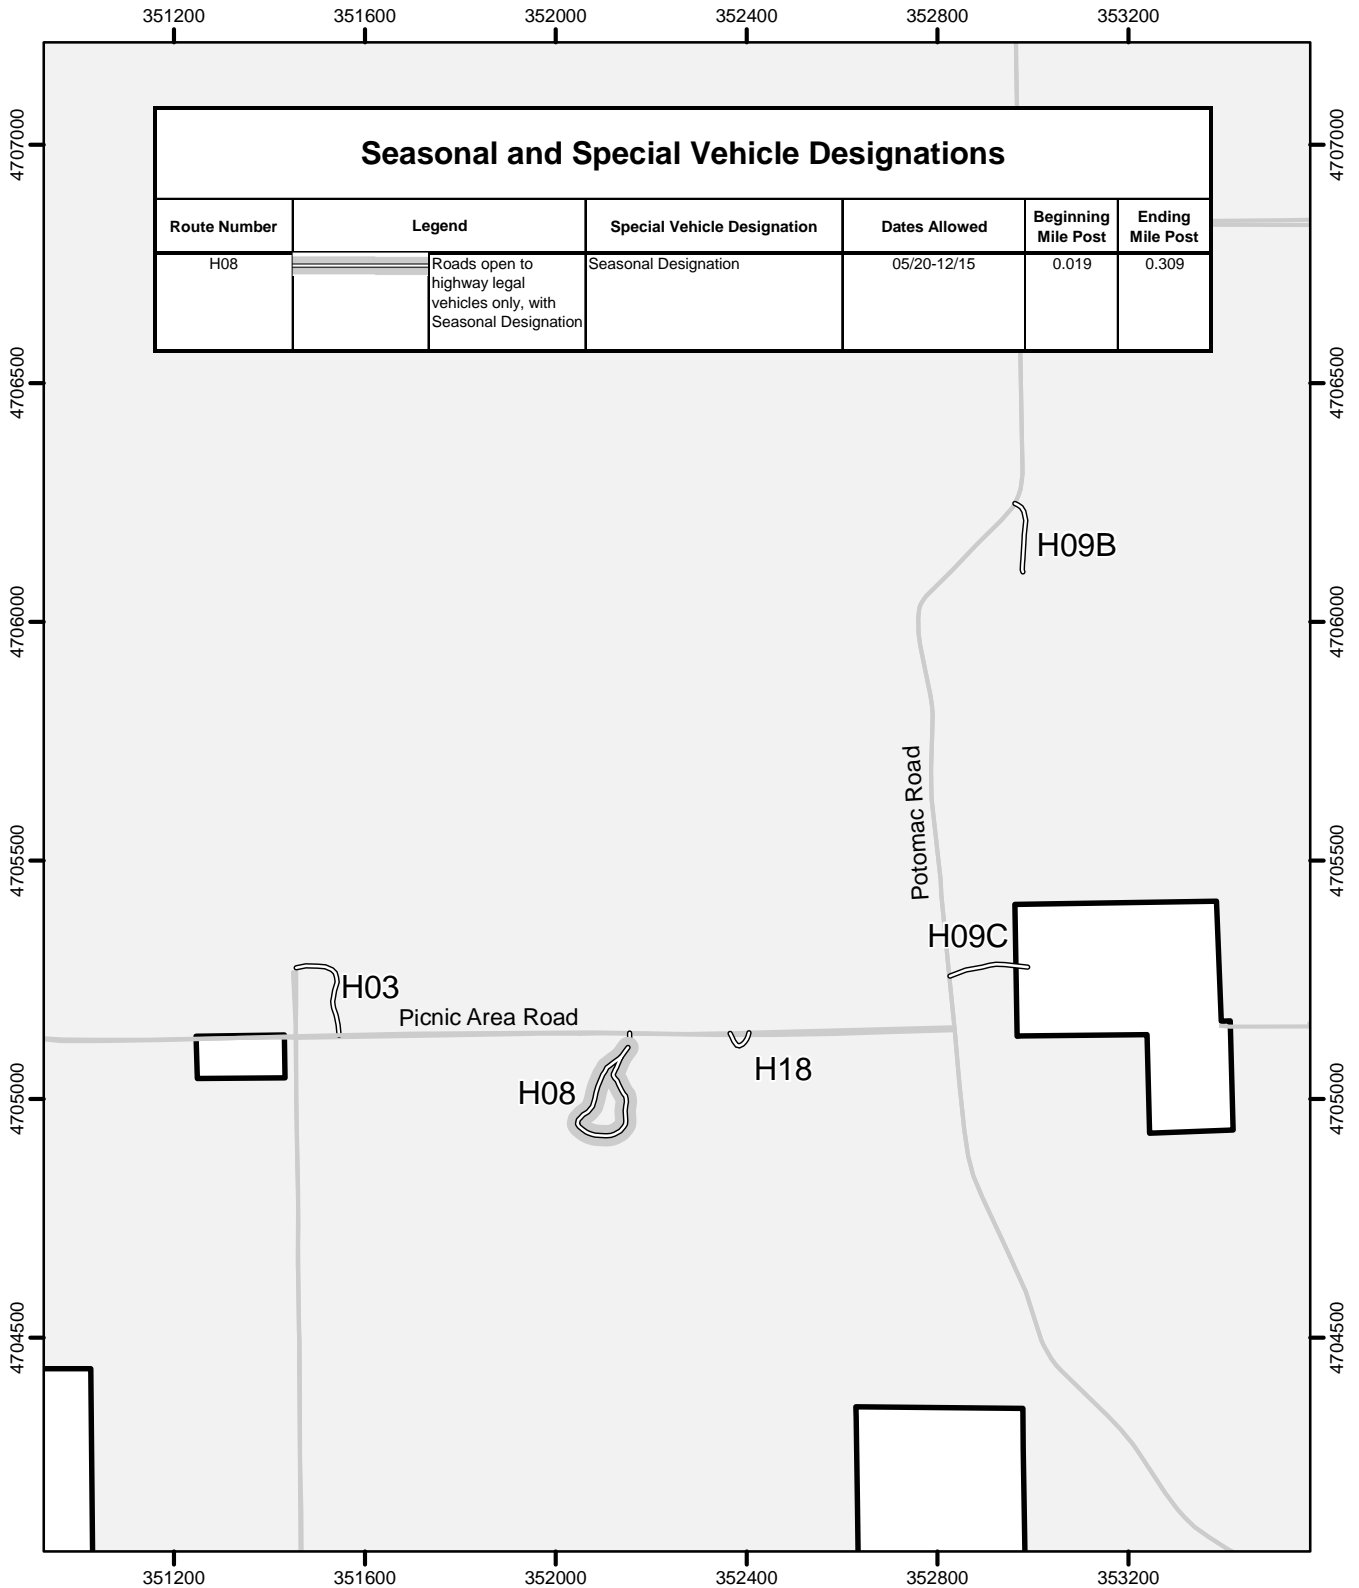 351200 351600 352000 352400 352800 353200
Seasonal and Special Vehicle Designations
Route Number Legend Special Vehicle Designation Dates Allowed Beginning Mile Post Ending Mile Post
H08 Roads open to Seasonal Designation 05/20-12/15 0.019 0.309
highway legal
vehicles only, with
Seasonal Designation
4707000 4707000
4706500 4706500
H09B
4706000 4706000
Potomac Road
4705500 4705500
H09C
H03
Picnic Area Road
H18
H08
4705000 4705000
4704500 4704500
351200 351600 352000 352400 352800 353200